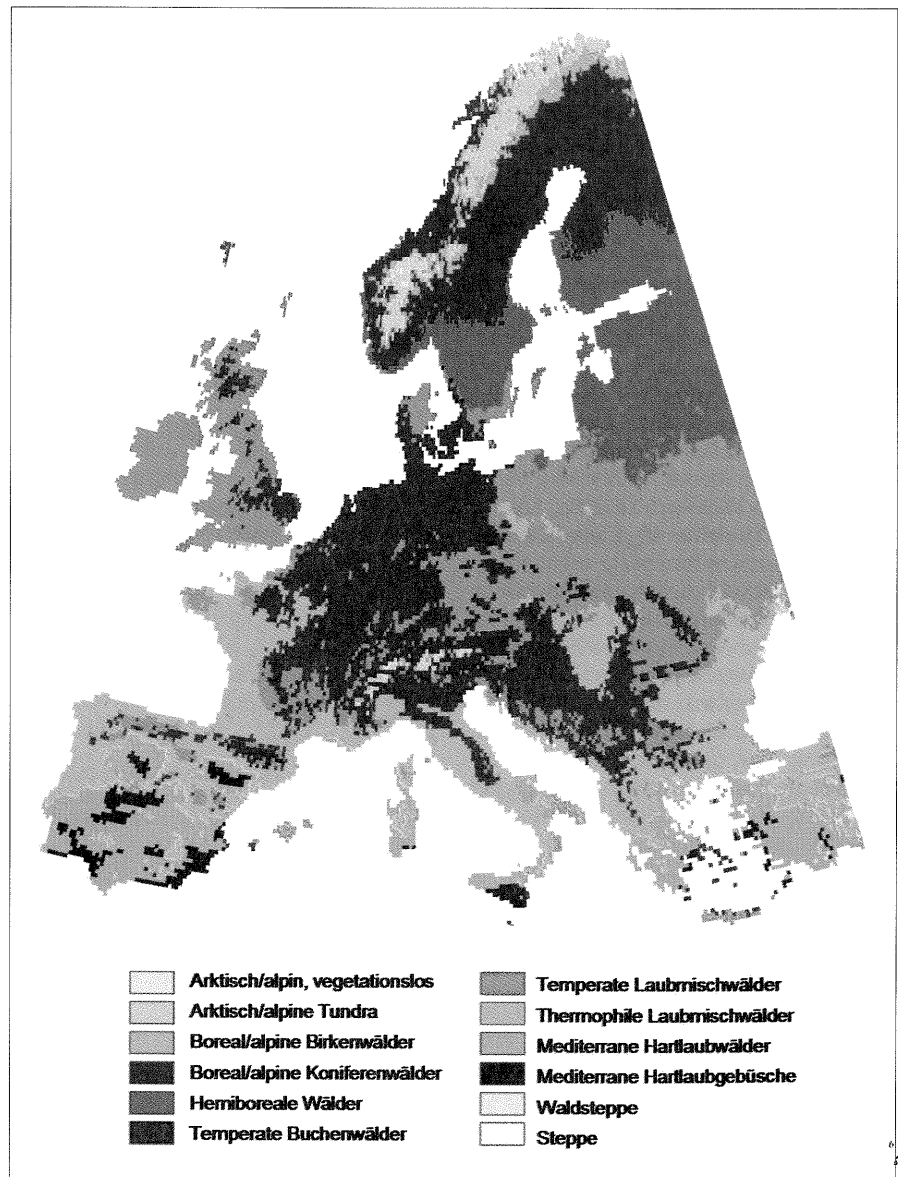 Arktisch/alpin, vegetationslos
Arktisch/alpine Tundra
Boreal/alpine Birkenwälder
Boreal/alpine Koniferenwälder
Hemiboreale Wälder
Temperate Buchenwälder
Temperate Laubmischwälder
Thermophile Laubmischwälder
Mediterrane Hartlaubwälder
Mediterrane Hartlaubgebüsche
Waldsteppe
Steppe